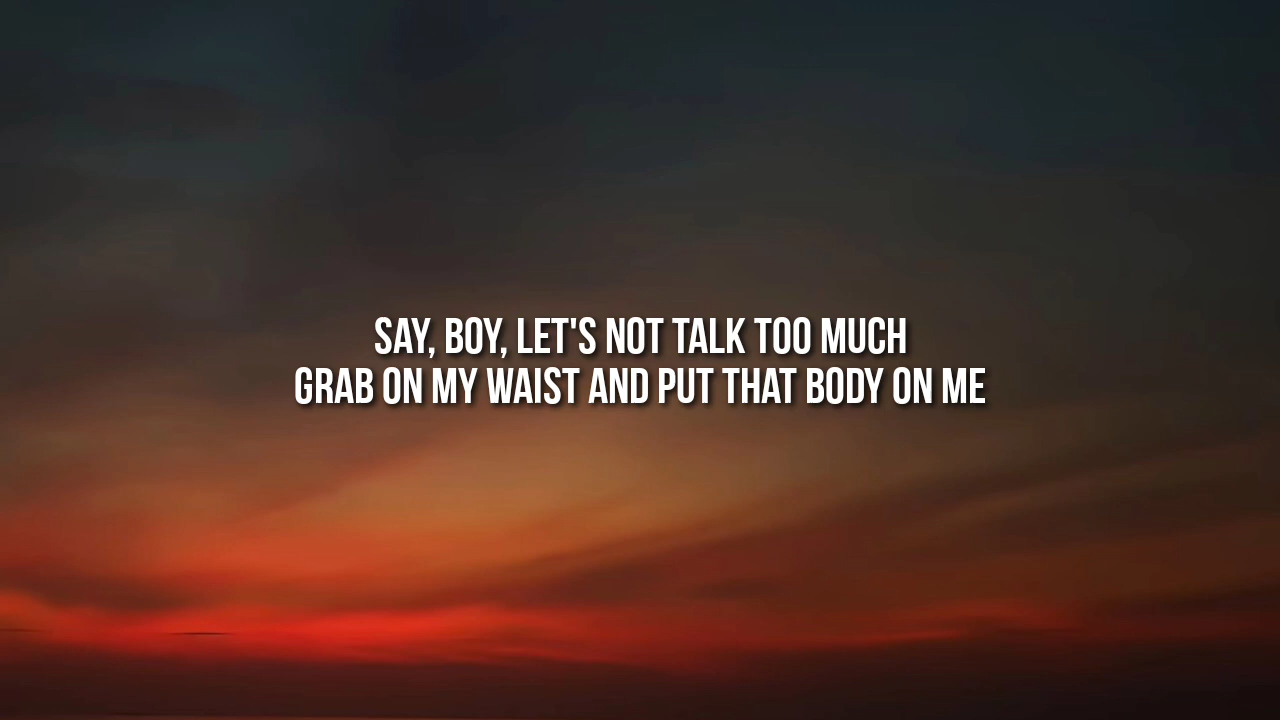 SAY, BOY, LET'S NOT TALK TOO MUCH
GRAB ON MY WAIST AND PUT THAT BODY ON ME